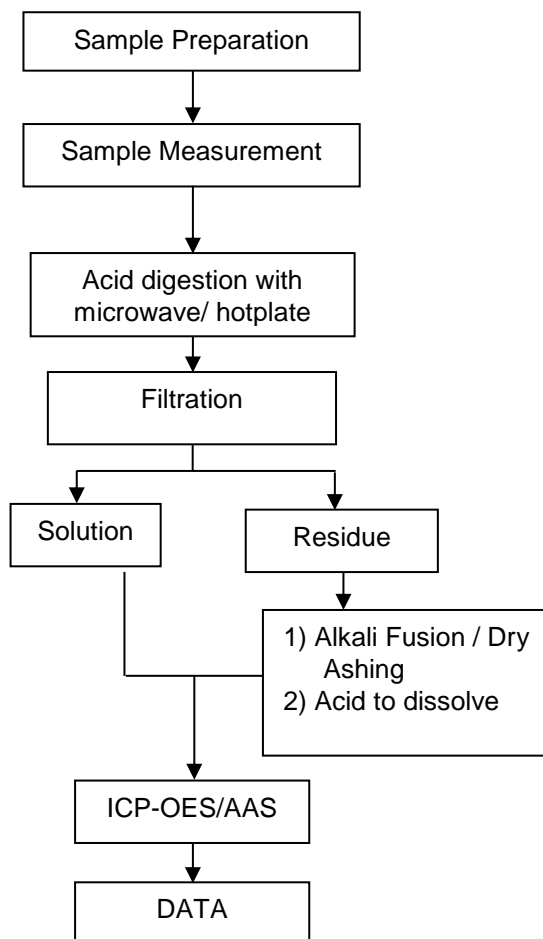 Sample Preparation
Sample Measurement
Acid digestion with
microwave/ hotplate
Filtration
Solution
Residue
1) Alkali Fusion / Dry
Ashing
2) Acid to dissolve
ICP-OES/AAS
DATA